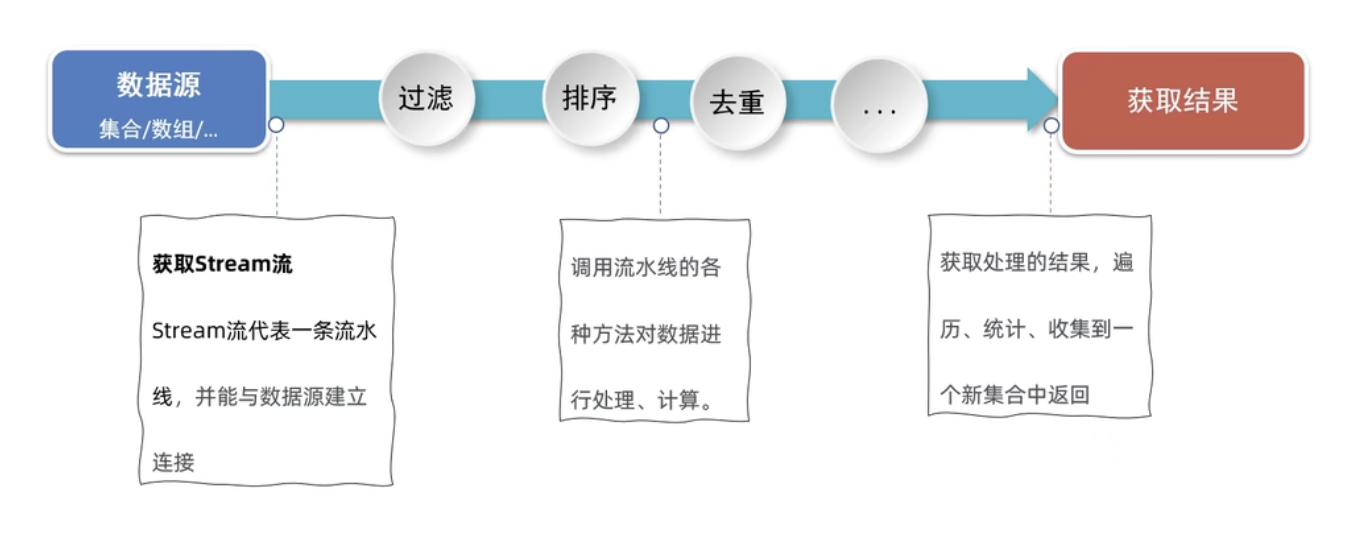 数据源
集合/数组/...
过滤
排序
去重
...
获取结果
获取Stream流
Stream流代表一条流水
线，并能与数据源建立
连接
调用流水线的各
种方法对数据进
行处理、计算。
获取处理的结果，遍
历、统计、收集到一
个新集合中返回